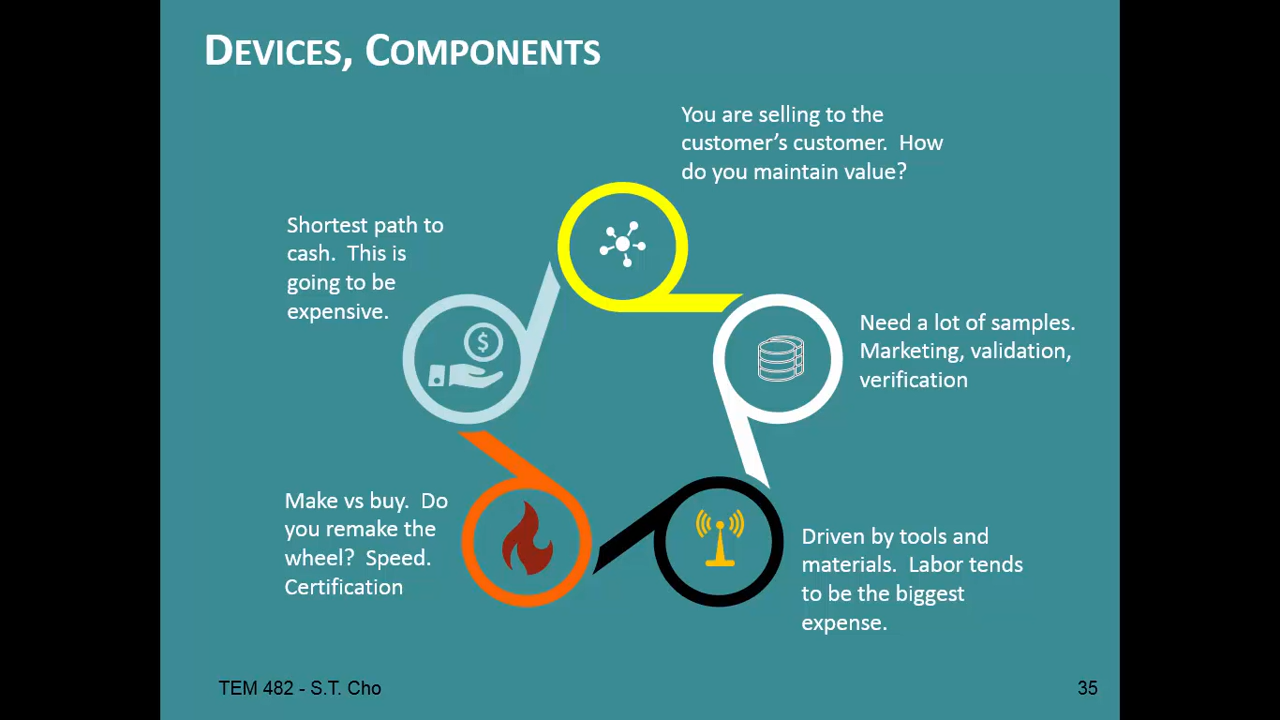 DEVICES, COMPONENTS
You are selling to the
customer's customer.  How
do you maintain value?
Shortest path to
cash.  This is
going to be
expensive.
$
Need a lot of samples.
Marketing, validation,
verification
Make vs buy.  Do
you remake the
wheel?  Speed.
Certification
Driven by tools and
materials.  Labor tends
to be the biggest
expense.
TEM 482 - S.T. Cho
35